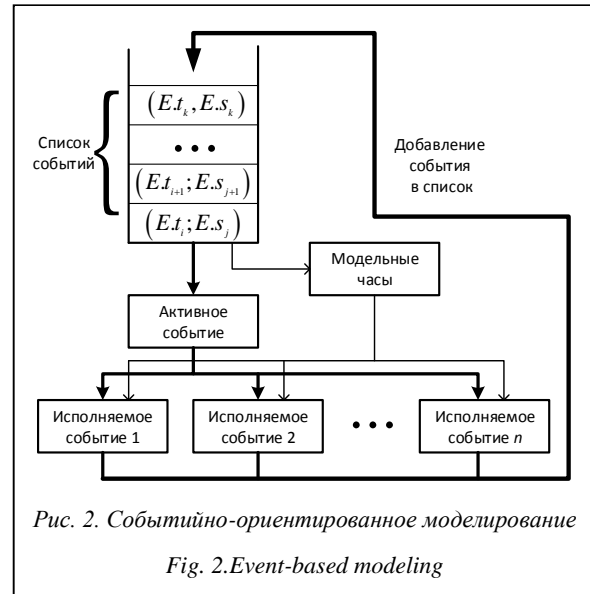 (E.t_k, E.s_k)
Список
событий
• • •
(E.t_{i+1}; E.s_{j+1})
(E.t_i; E.s_j)
Добавление
события
в список
Модельные
часы
Активное
событие
Исполняемое
событие 1
Исполняемое
событие 2
• • •
Исполняемое
событие n
Рис. 2. Событийно-ориентированное моделирование
Fig. 2.Event-based modeling